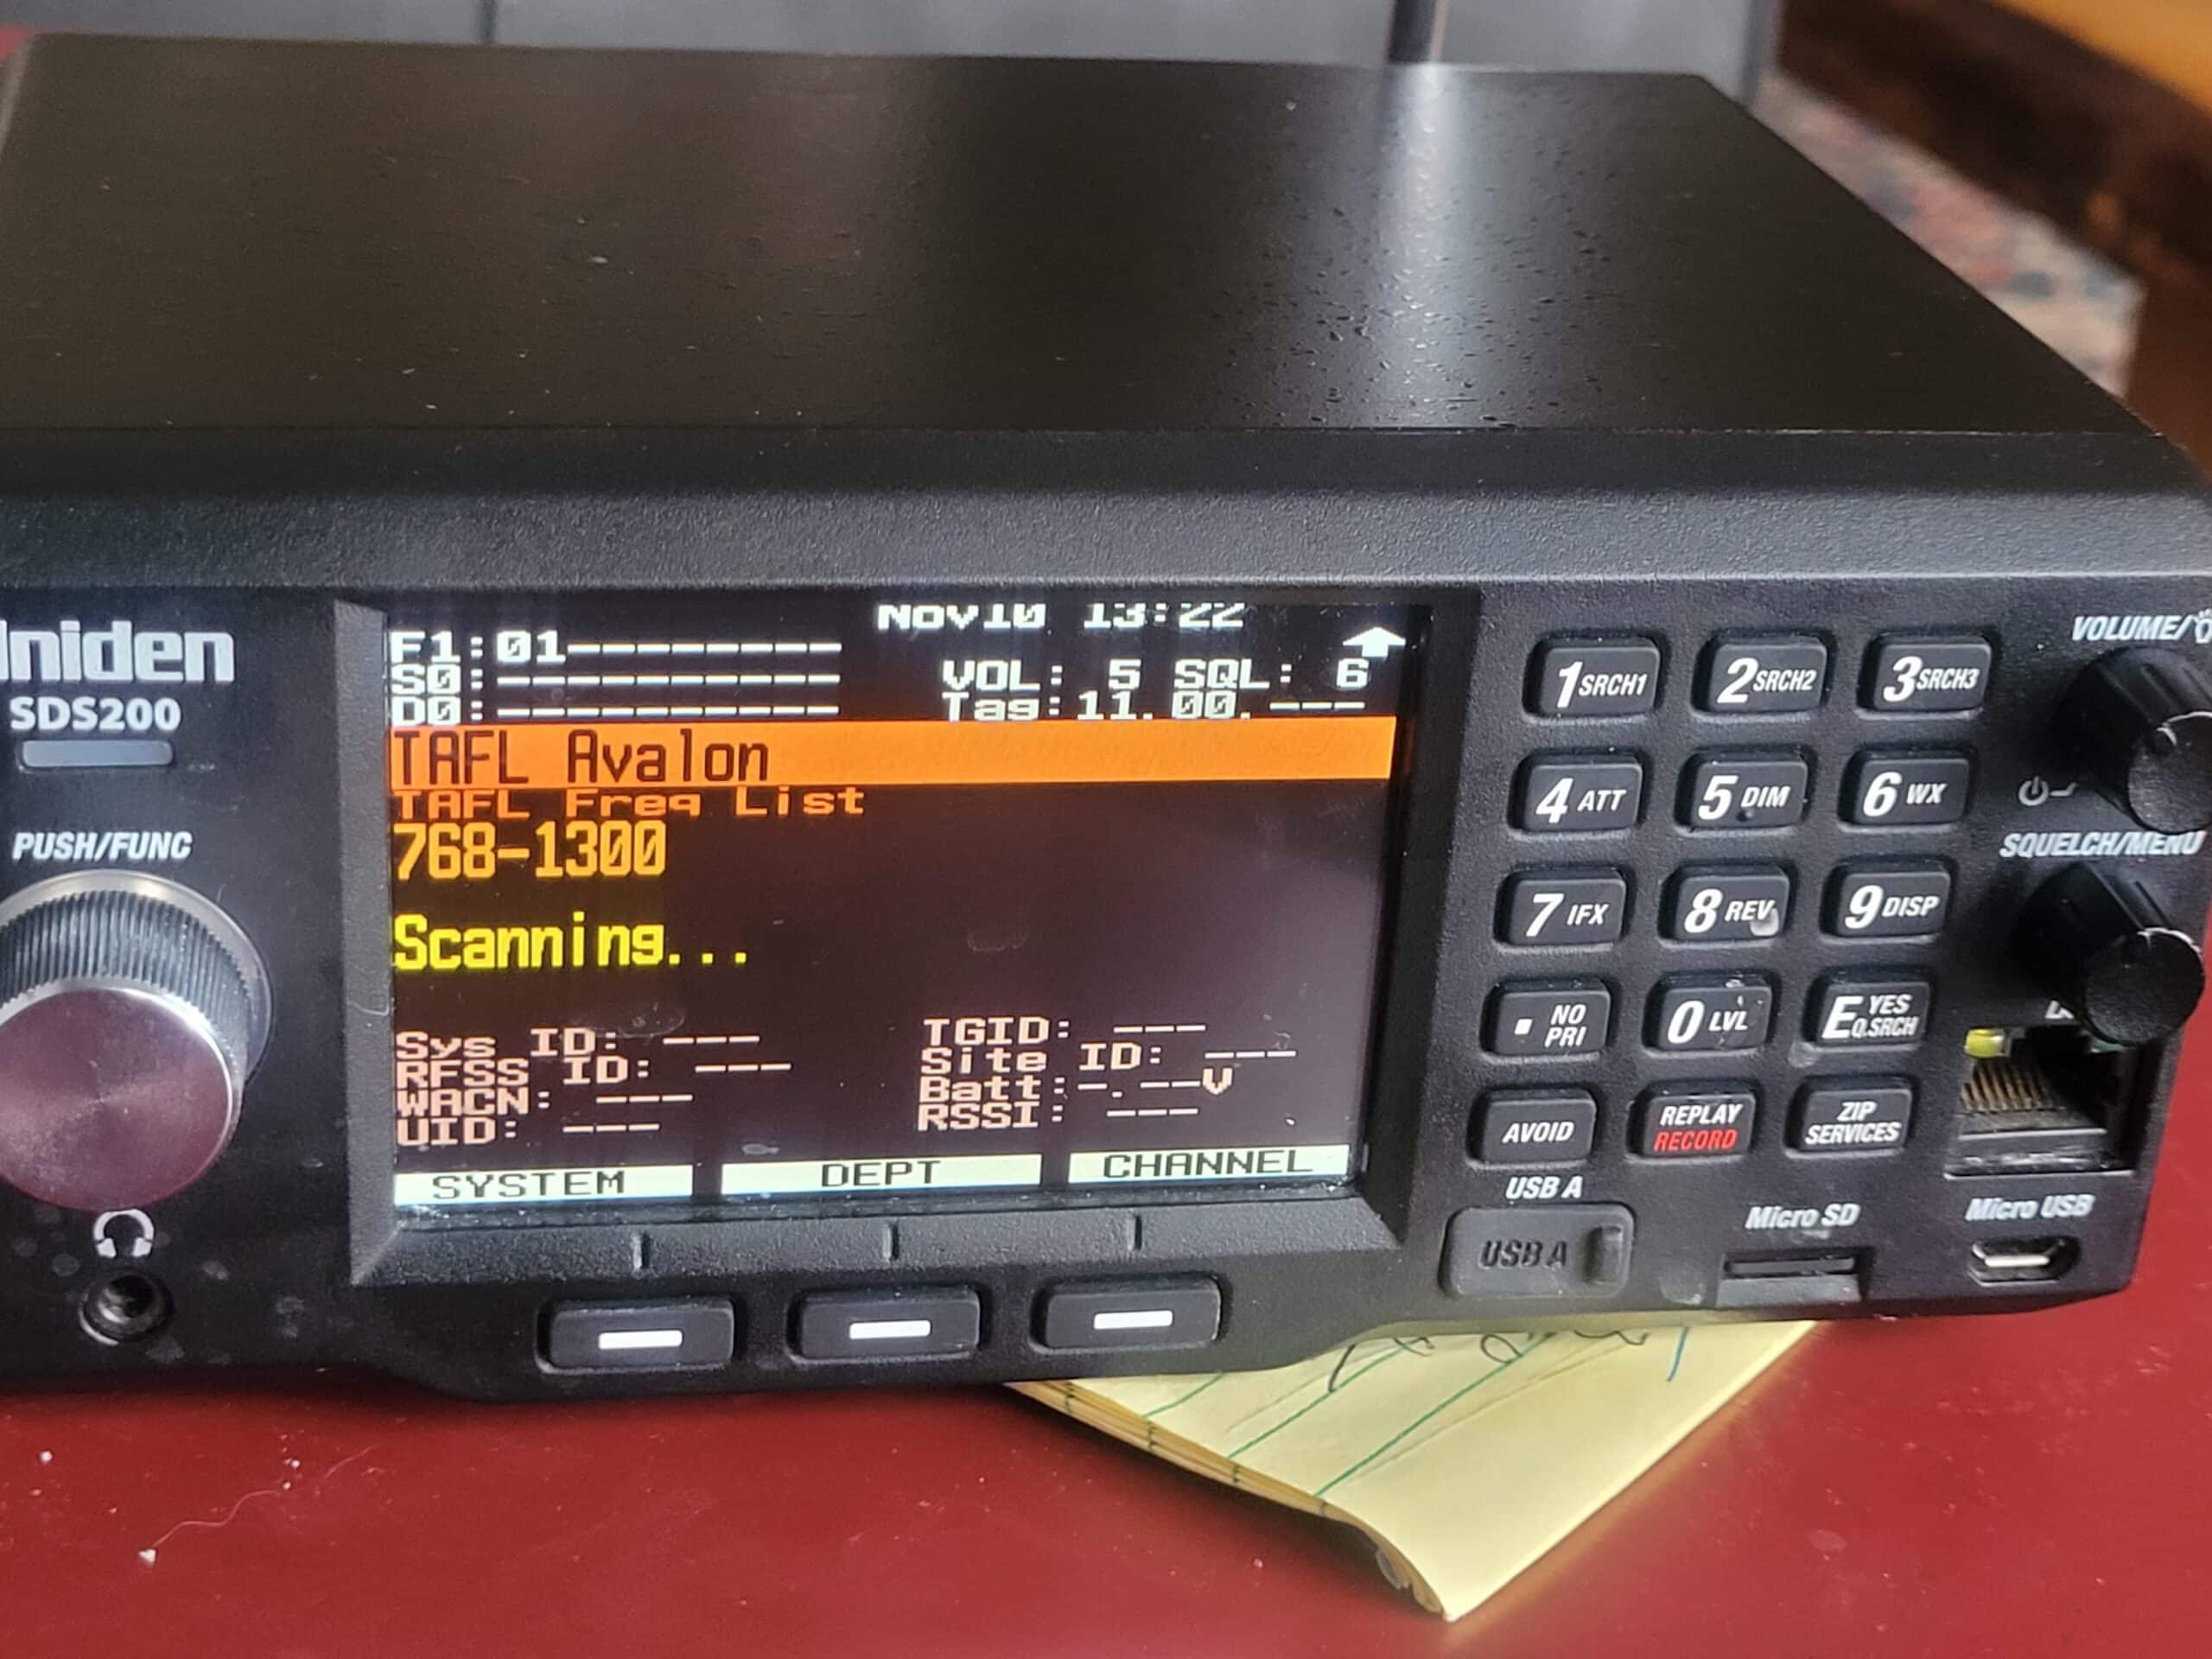 Uniden
SDS200
PUSH/FUNC
Nov10 13:22
F1:01--------
S0:----------
D0:----------
VOL: 5 SQL: 6
Tag:11.00.---
TAFL Avalon
TAFL Freq List
768-1300
Scanning...
Sys ID: ---
RFSS ID: ---
WACN: ---
UID: ---
TGID: ---
Site ID: ---
Batt:-.--V
RSSI: ---
SYSTEM DEPT CHANNEL
1 SRCH1 2 SRCH2 3 SRCH3
4 ATT 5 DIM 6 WX
7 IFX 8 REV 9 DISP
. NO PRI 0 LVL E YES Q.SRCH
AVOID REPLAY RECORD ZIP SERVICES
VOLUME/
SQUELCH/MENU
USB A
USB A
Micro SD
Micro USB